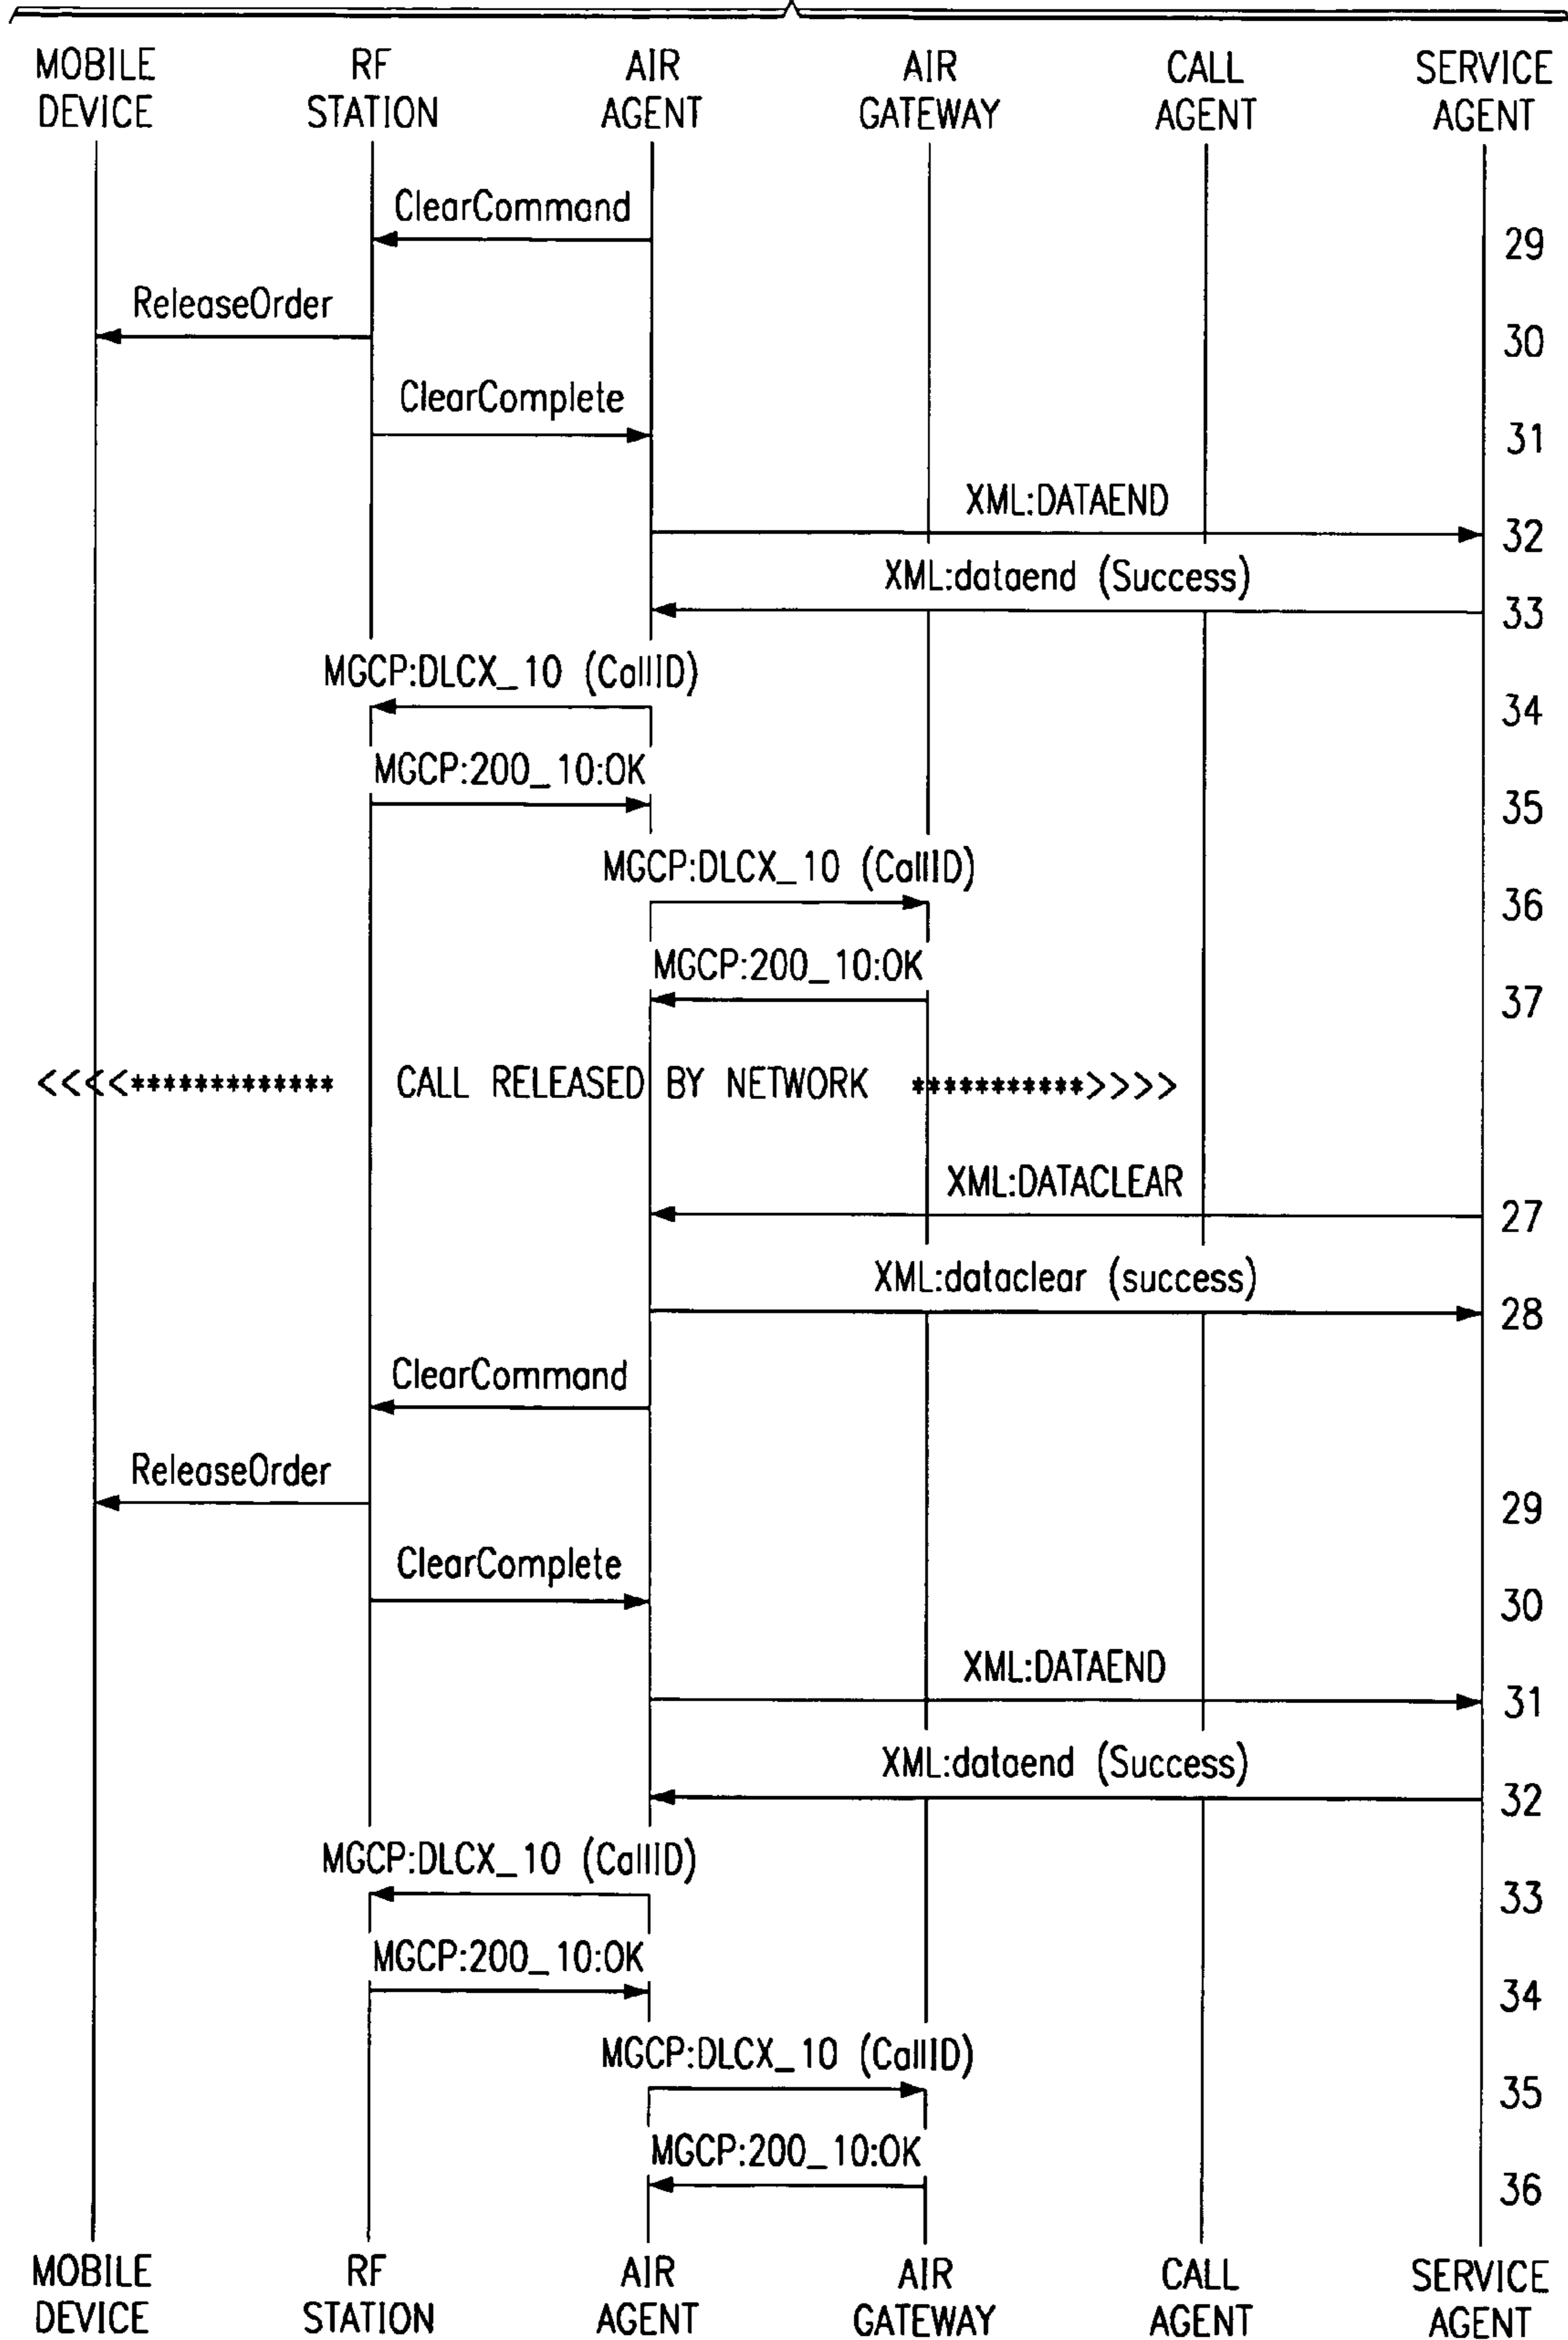 MOBILE DEVICE
RF STATION
AIR AGENT
AIR GATEWAY
CALL AGENT
SERVICE AGENT
ClearCommand
29
ReleaseOrder
30
ClearComplete
31
XML:DATAEND
32
XML:dataend (Success)
33
MGCP:DLCX_10 (CallID)
34
MGCP:200_10:OK
35
MGCP:DLCX_10 (CallID)
36
MGCP:200_10:OK
37
<<<<************* CALL RELEASED BY NETWORK ***********>>>>
XML:DATACLEAR
27
XML:dataclear (success)
28
ClearCommand
ReleaseOrder
29
ClearComplete
30
XML:DATAEND
31
XML:dataend (Success)
32
MGCP:DLCX_10 (CallID)
33
MGCP:200_10:OK
34
MGCP:DLCX_10 (CallID)
35
MGCP:200_10:OK
36
MOBILE DEVICE
RF STATION
AIR AGENT
AIR GATEWAY
CALL AGENT
SERVICE AGENT